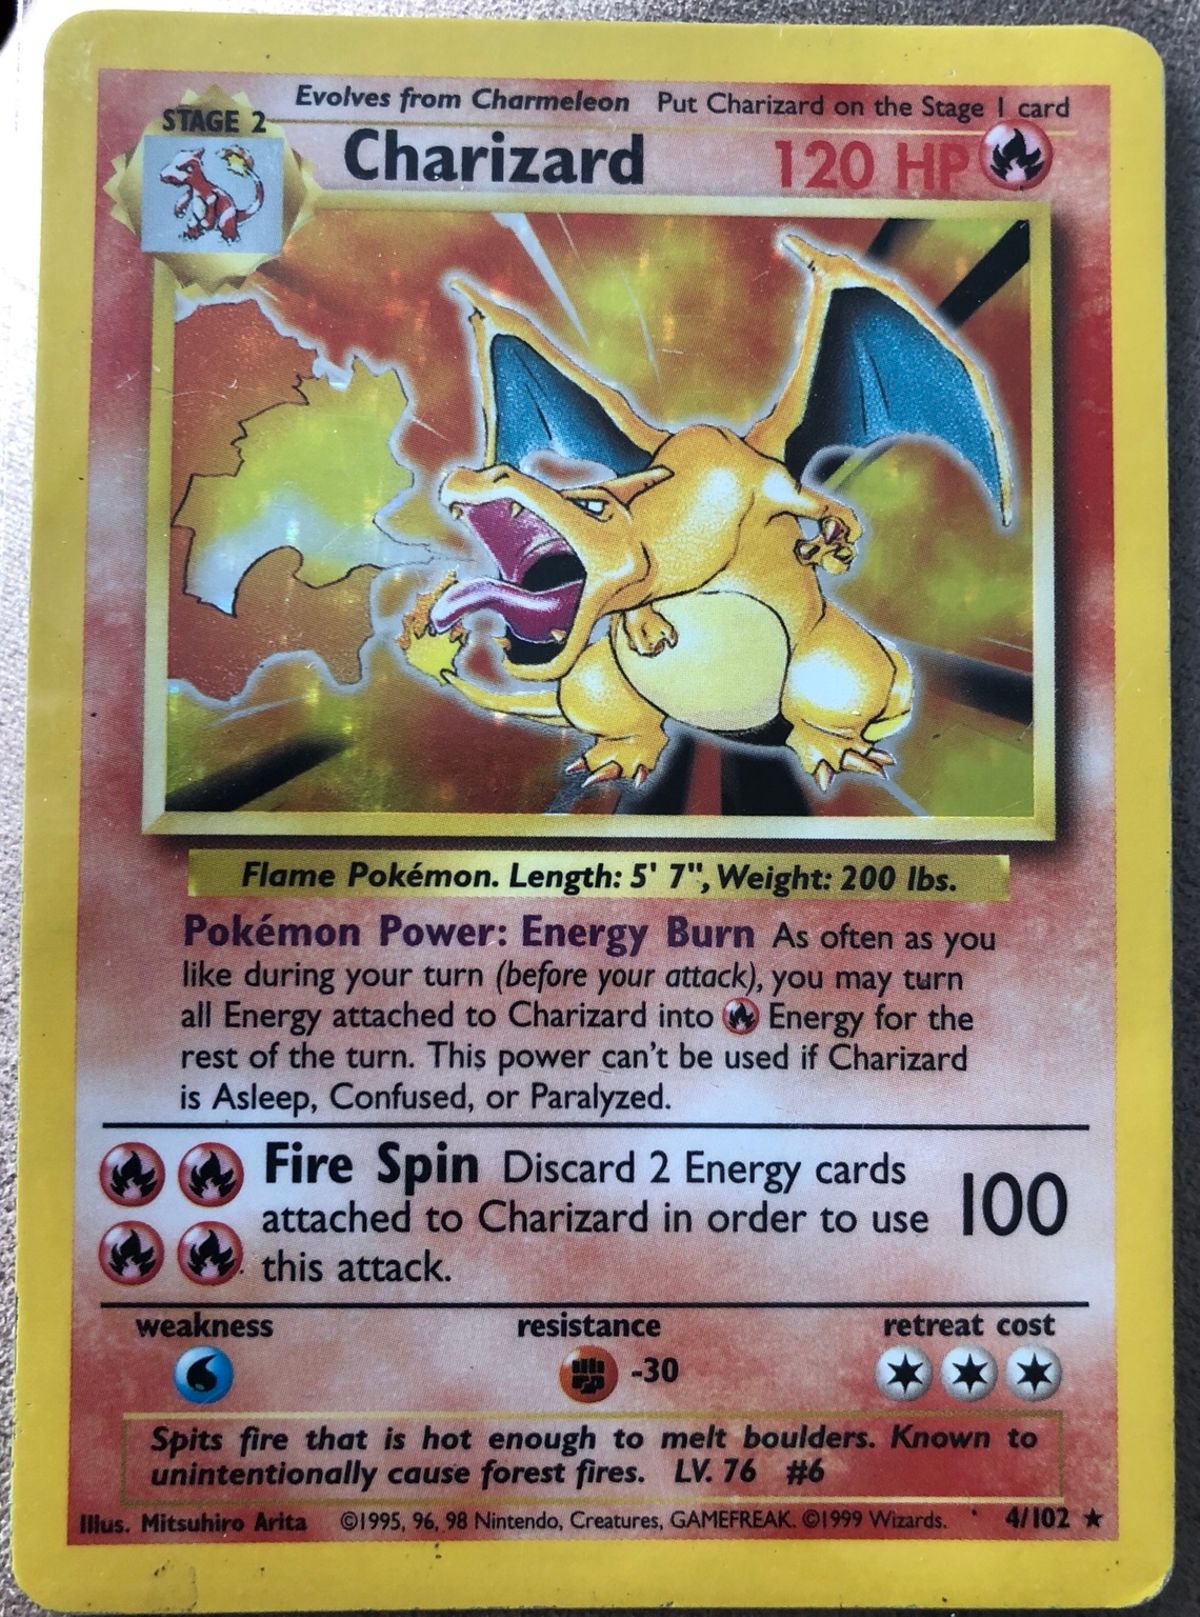 Evolves from Charmeleon Put Charizard on the Stage 1 card
STAGE 2
Charizard 120 HP
Flame Pokémon. Length: 5' 7", Weight: 200 lbs.
Pokémon Power: Energy Burn As often as you
like during your turn (before your attack), you may turn
all Energy attached to Charizard into Energy for the
rest of the turn. This power can't be used if Charizard
is Asleep, Confused, or Paralyzed.
Fire Spin Discard 2 Energy cards
attached to Charizard in order to use
this attack.
100
weakness resistance retreat cost
-30
Spits fire that is hot enough to melt boulders. Known to
unintentionally cause forest fires. LV. 76 #6
Illus. Mitsuhiro Arita ©1995, 96, 98 Nintendo, Creatures, GAMEFREAK. ©1999 Wizards. 4/102 ★